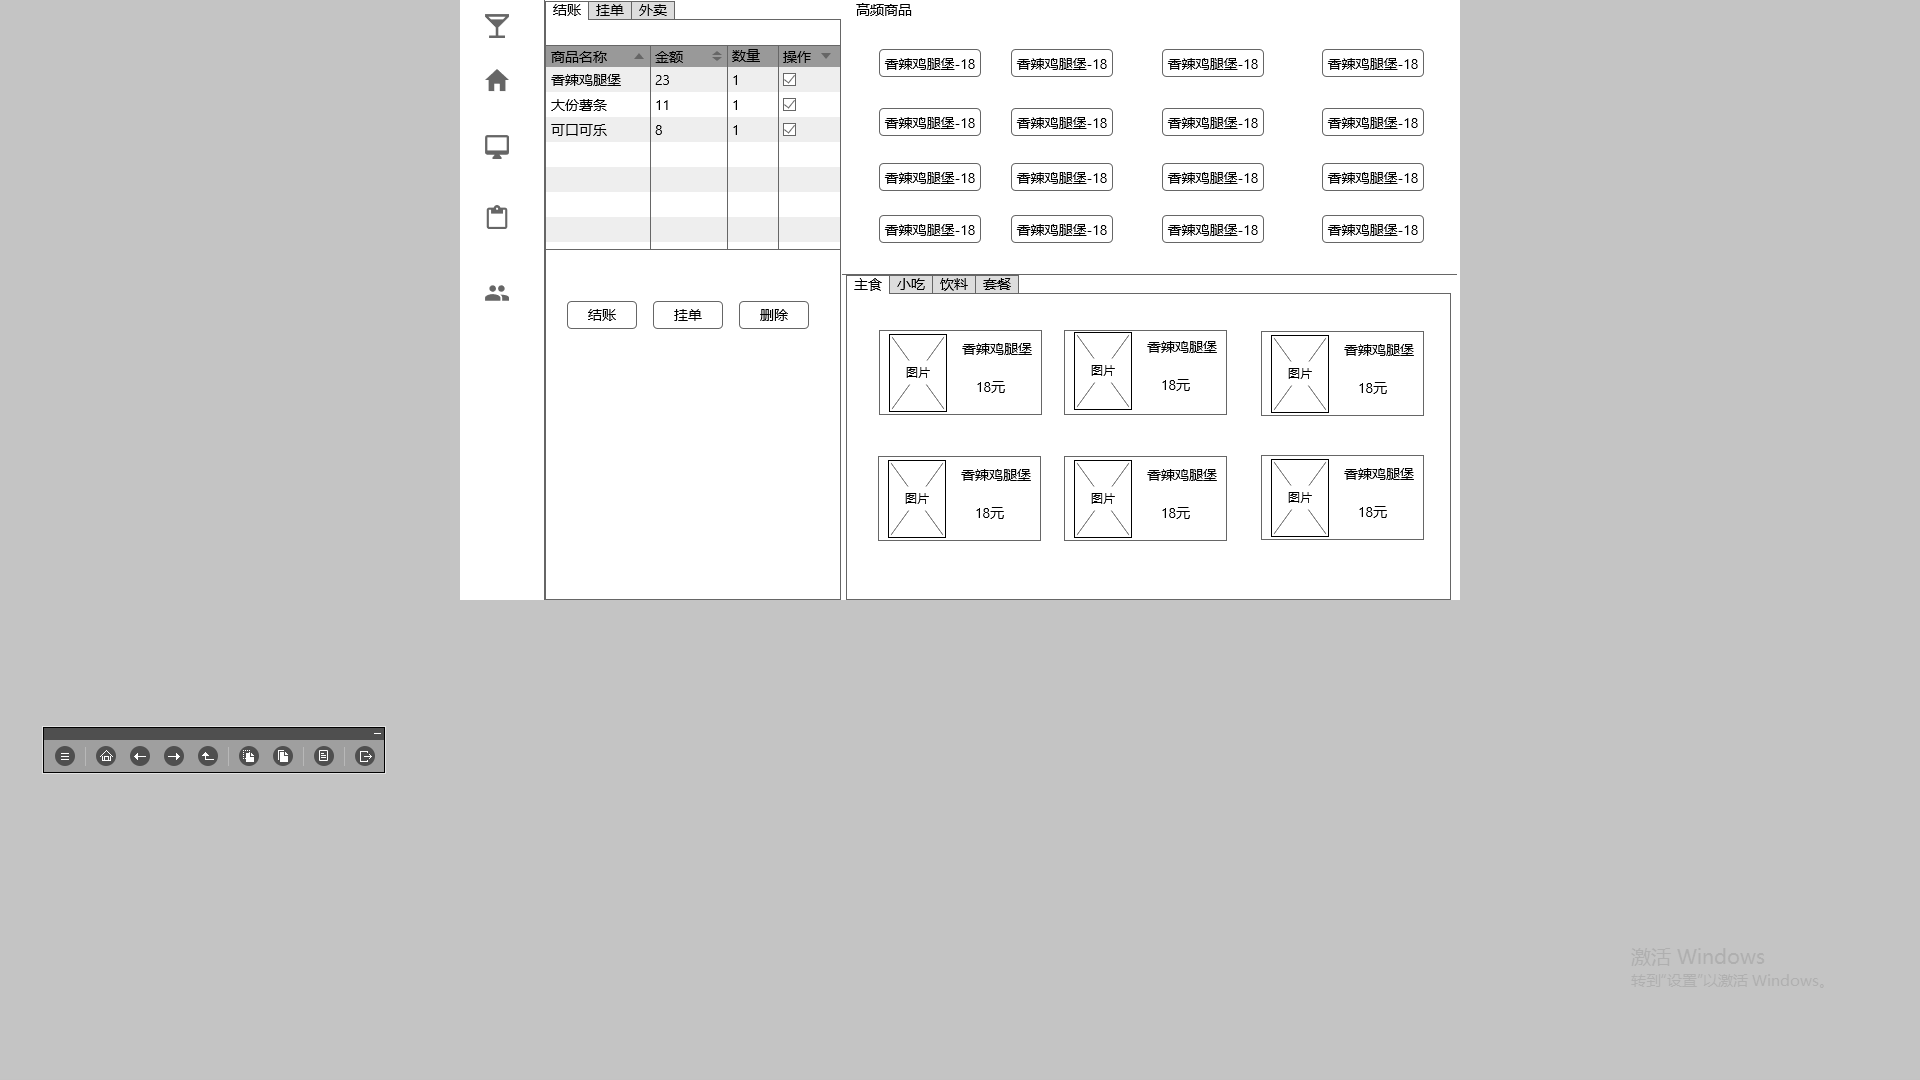 结账 挂单 外卖
商品名称 金额 数量 操作
香辣鸡腿堡 23 1
大份薯条 11 1
可口可乐 8 1
结账 挂单 删除
高频商品
香辣鸡腿堡-18 香辣鸡腿堡-18 香辣鸡腿堡-18 香辣鸡腿堡-18
香辣鸡腿堡-18 香辣鸡腿堡-18 香辣鸡腿堡-18 香辣鸡腿堡-18
香辣鸡腿堡-18 香辣鸡腿堡-18 香辣鸡腿堡-18 香辣鸡腿堡-18
香辣鸡腿堡-18 香辣鸡腿堡-18 香辣鸡腿堡-18 香辣鸡腿堡-18
主食 小吃 饮料 套餐
图片 香辣鸡腿堡 18元
图片 香辣鸡腿堡 18元
图片 香辣鸡腿堡 18元
图片 香辣鸡腿堡 18元
图片 香辣鸡腿堡 18元
图片 香辣鸡腿堡 18元
激活 Windows
转到"设置"以激活 Windows。